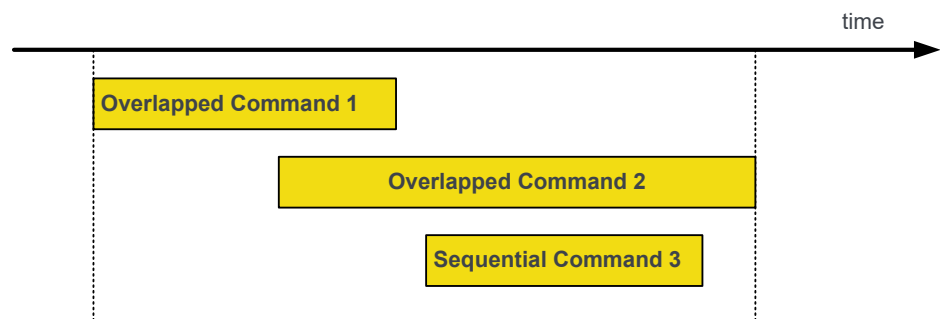 time
Overlapped Command 1
Overlapped Command 2
Sequential Command 3